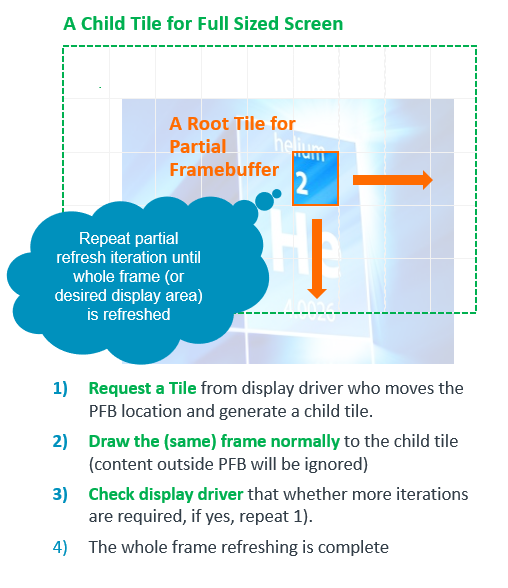 A Child Tile for Full Sized Screen
A Root Tile for
Partial
Framebuffer
helium
2
He
4.0026
Repeat partial
refresh iteration until
whole frame (or
desired display area)
is refreshed
1) Request a Tile from display driver who moves the
PFB location and generate a child tile.
2) Draw the (same) frame normally to the child tile
(content outside PFB will be ignored)
3) Check display driver that whether more iterations
are required, if yes, repeat 1).
4) The whole frame refreshing is complete